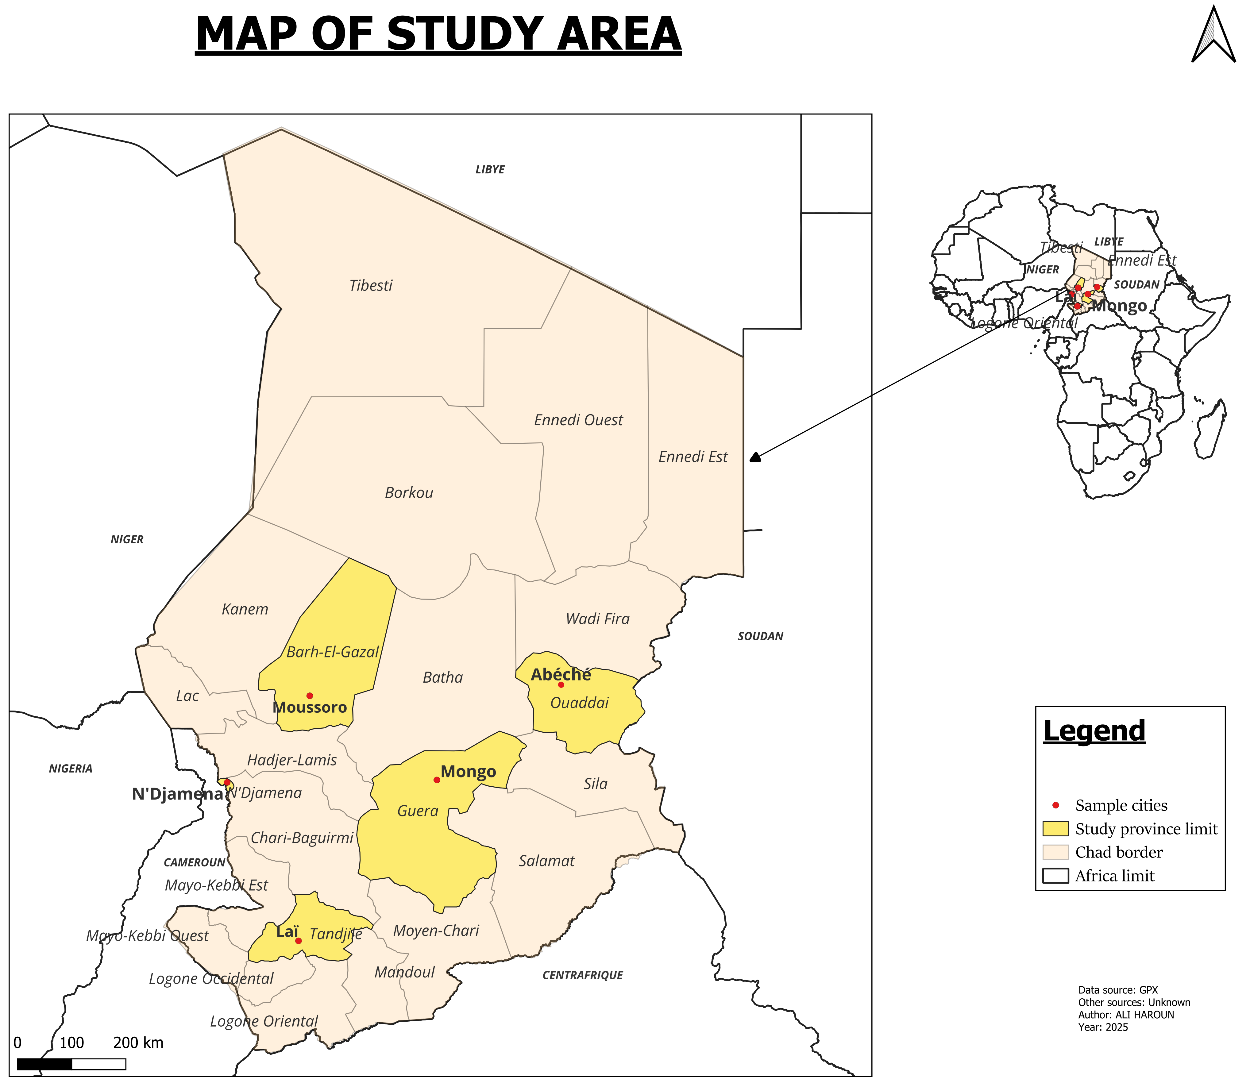 MAP OF STUDY AREA
LIBYE
Tibesti
Ennedi Ouest
Ennedi Est
Borkou
NIGER
Kanem
Wadi Fira
SOUDAN
Barh-El-Gazal
Batha
Abéché
Ouaddai
Lac
Moussoro
Hadjer-Lamis
NIGERIA
Mongo
Sila
N'Djamena
N'Djamena
Guera
Chari-Baguirmi
CAMEROUN
Salamat
Mayo-Kebbi Est
Laï
Tandjile
Moyen-Chari
Mayo-Kebbi Ouest
Logone Occidental
Mandoul
CENTRAFRIQUE
Logone Oriental
0 100 200 km
Tibesti
LIBYE
Ennedi Est
NIGER
SOUDAN
Laï
Mongo
Logone Oriental
Legend
Sample cities
Study province limit
Chad border
Africa limit
Data source: GPX
Other sources: Unknown
Author: ALI HAROUN
Year: 2025